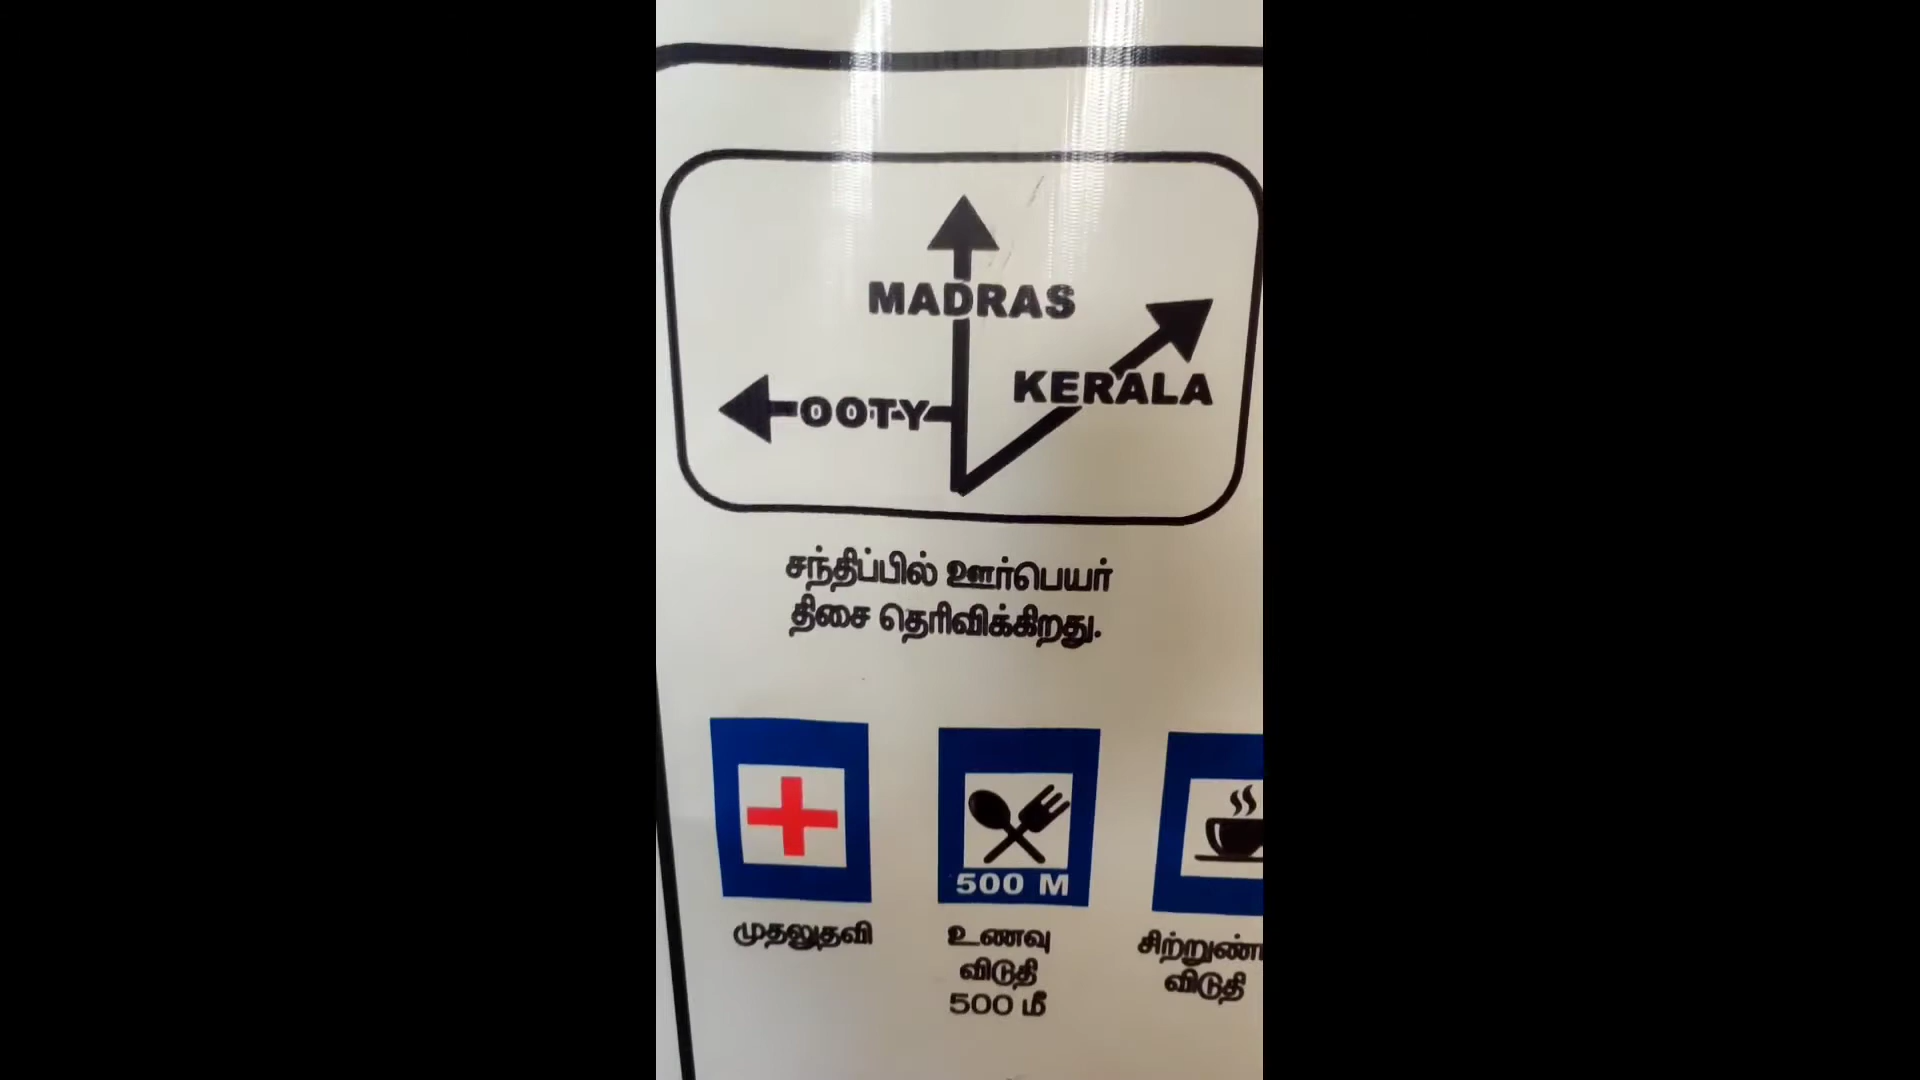 MADRAS
KERALA
OOTY
சந்திப்பில் ஊர்பெயர்
திசை தெரிவிக்கிறது.
500 M
முதலுதவி
உணவு
விடுதி
500 மீ
விடுதி